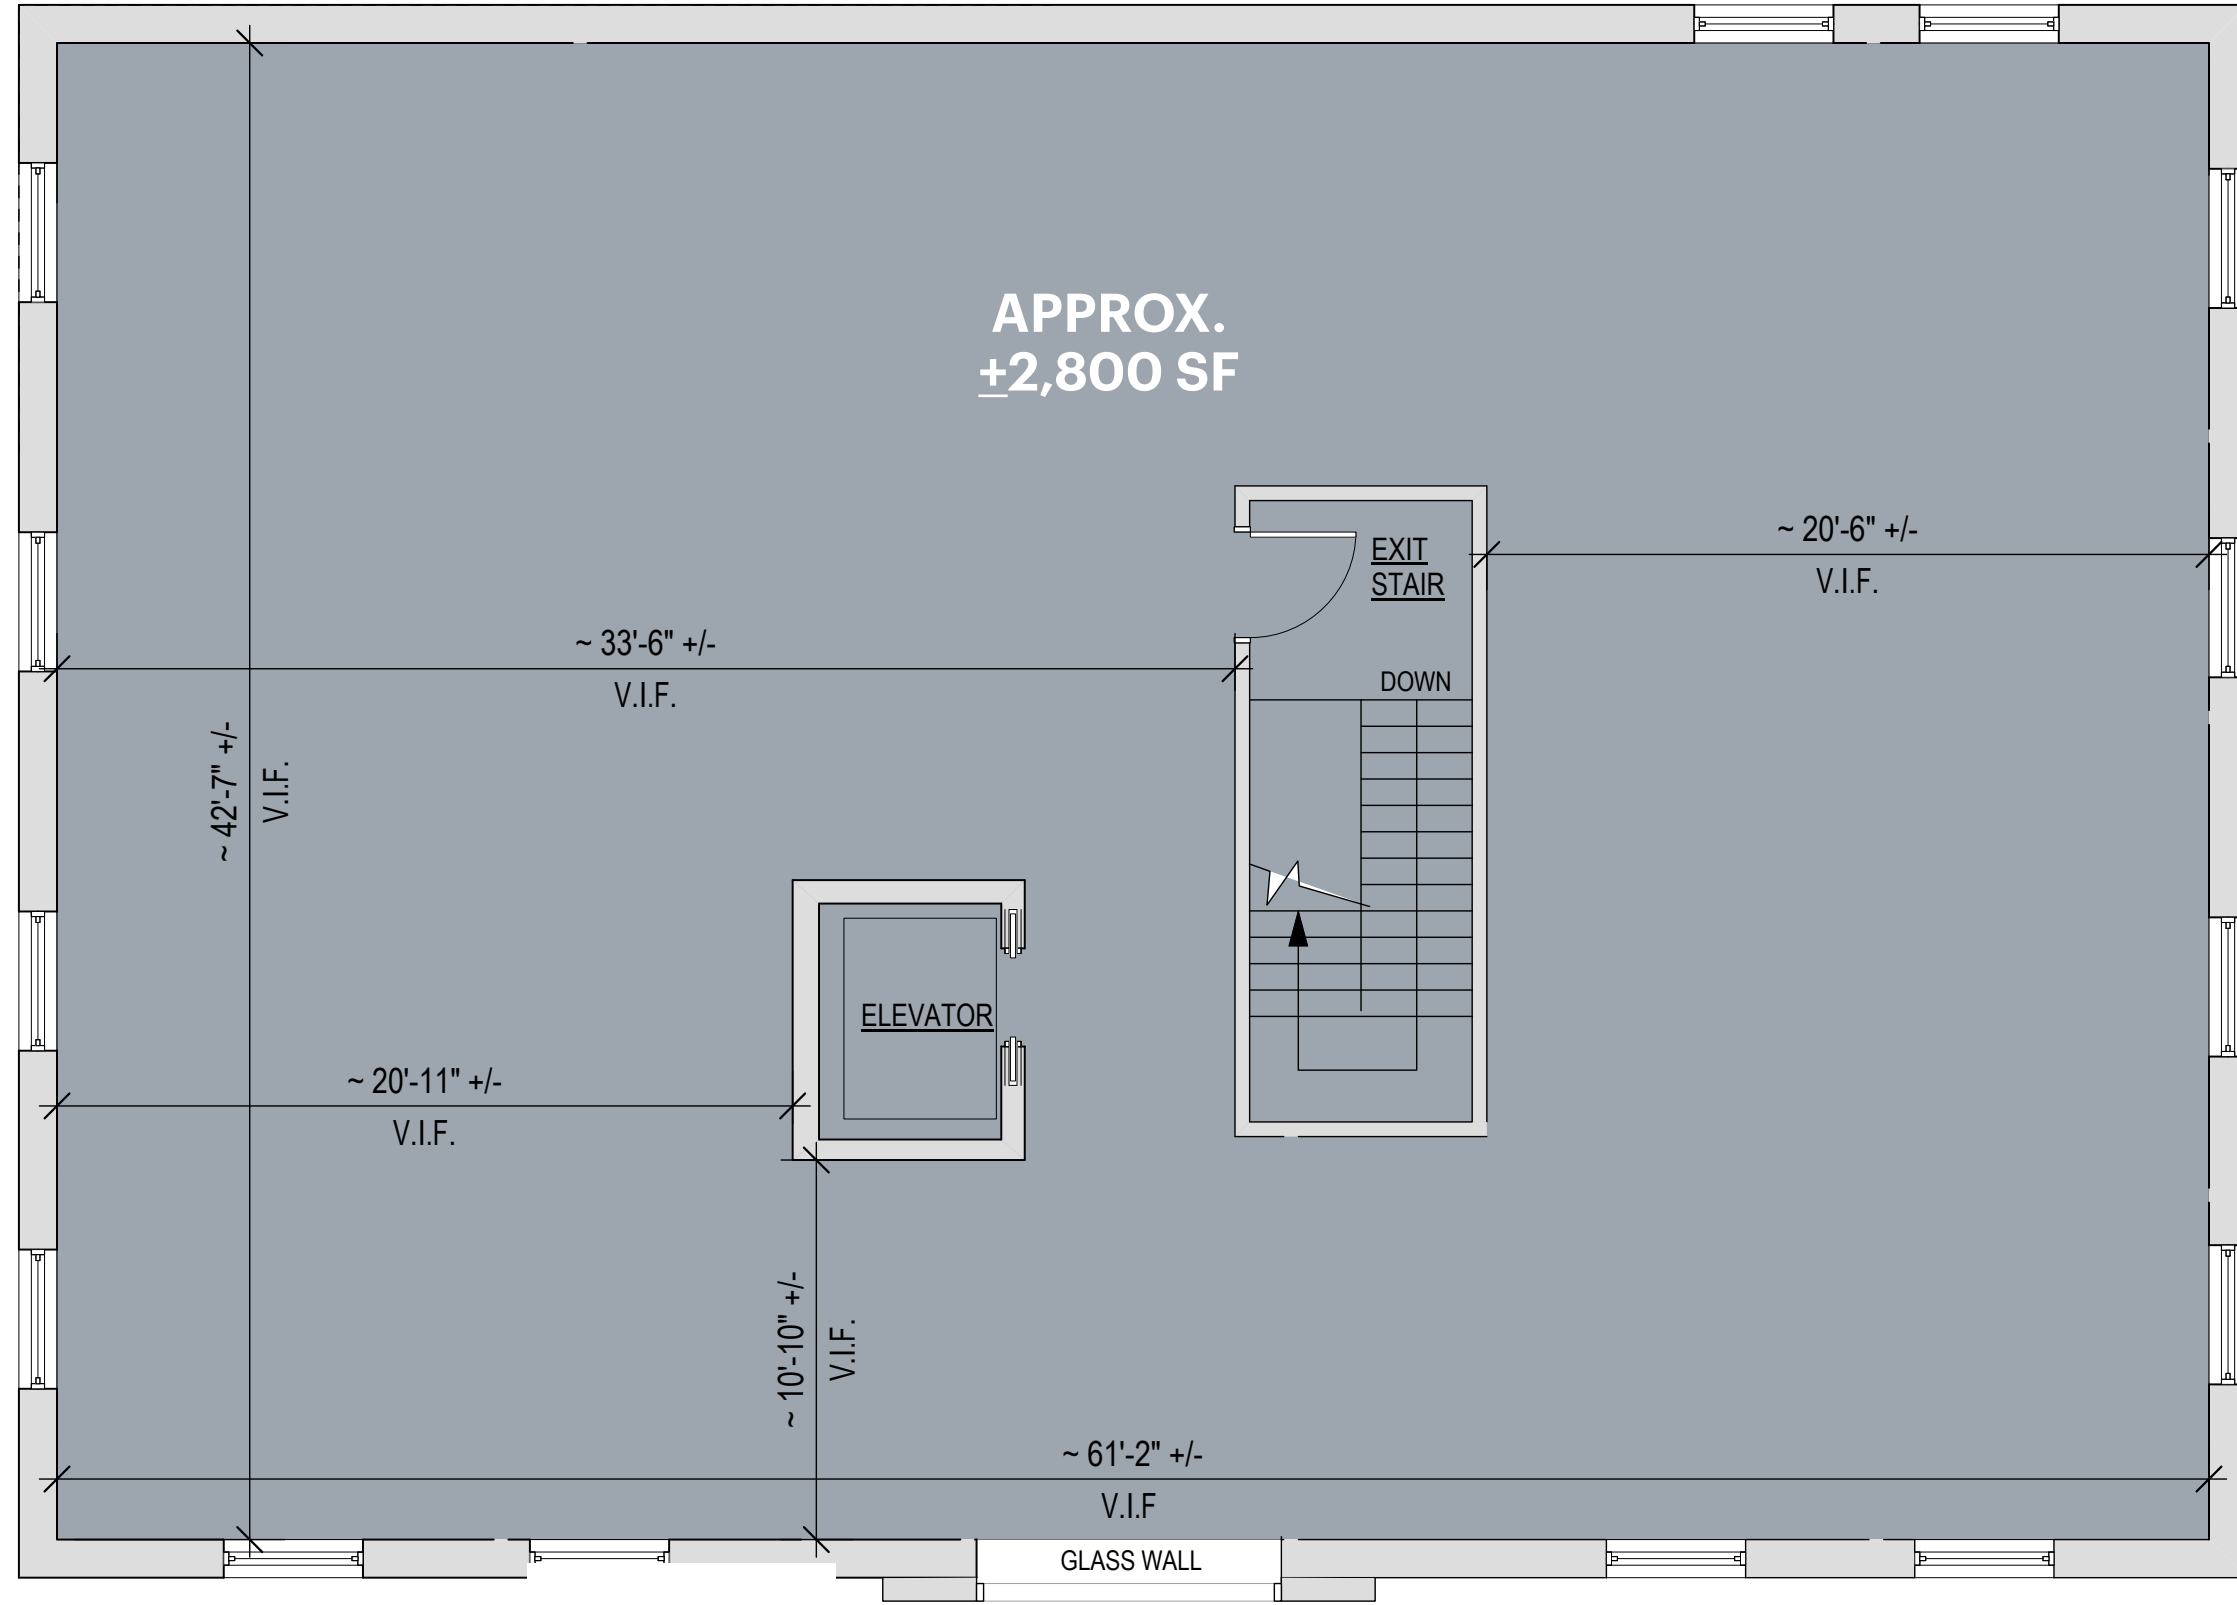 APPROX.
±2,800 SF
EXIT
STAIR
~ 20'-6" +/-
V.I.F.
~ 33'-6" +/-
V.I.F.
DOWN
~ 42'-7" +/-
V.I.F.
ELEVATOR
~ 20'-11" +/-
V.I.F.
~ 10'-10" +/-
V.I.F.
~ 61'-2" +/-
V.I.F
GLASS WALL